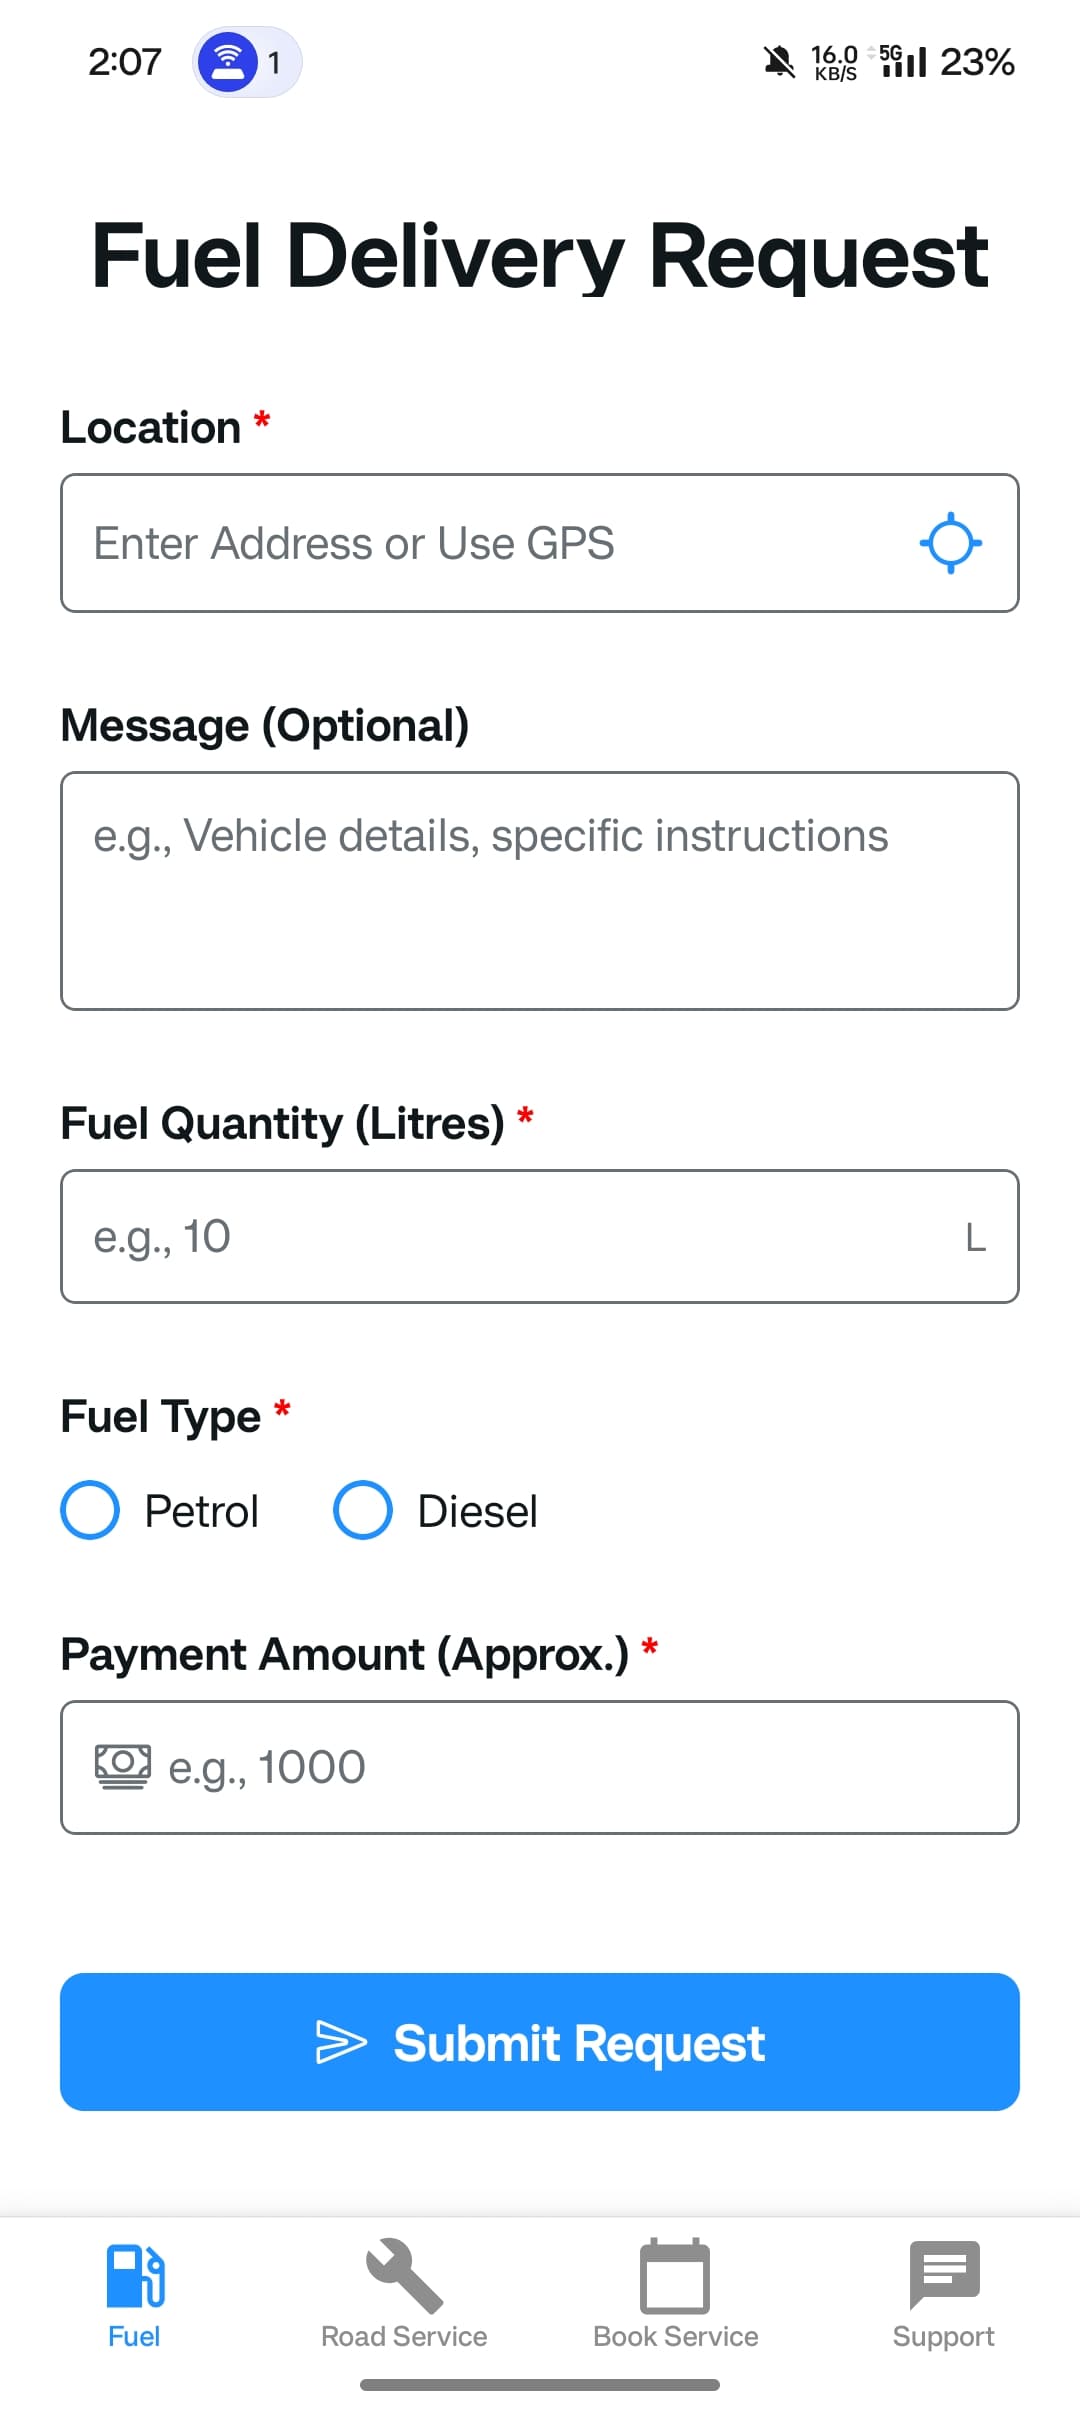 2:07 1 16.0 KB/S 5G 23%
Fuel Delivery Request
Location *
Enter Address or Use GPS
Message (Optional)
e.g., Vehicle details, specific instructions
Fuel Quantity (Litres) *
e.g., 10 L
Fuel Type *
Petrol Diesel
Payment Amount (Approx.) *
e.g., 1000
Submit Request
Fuel Road Service Book Service Support